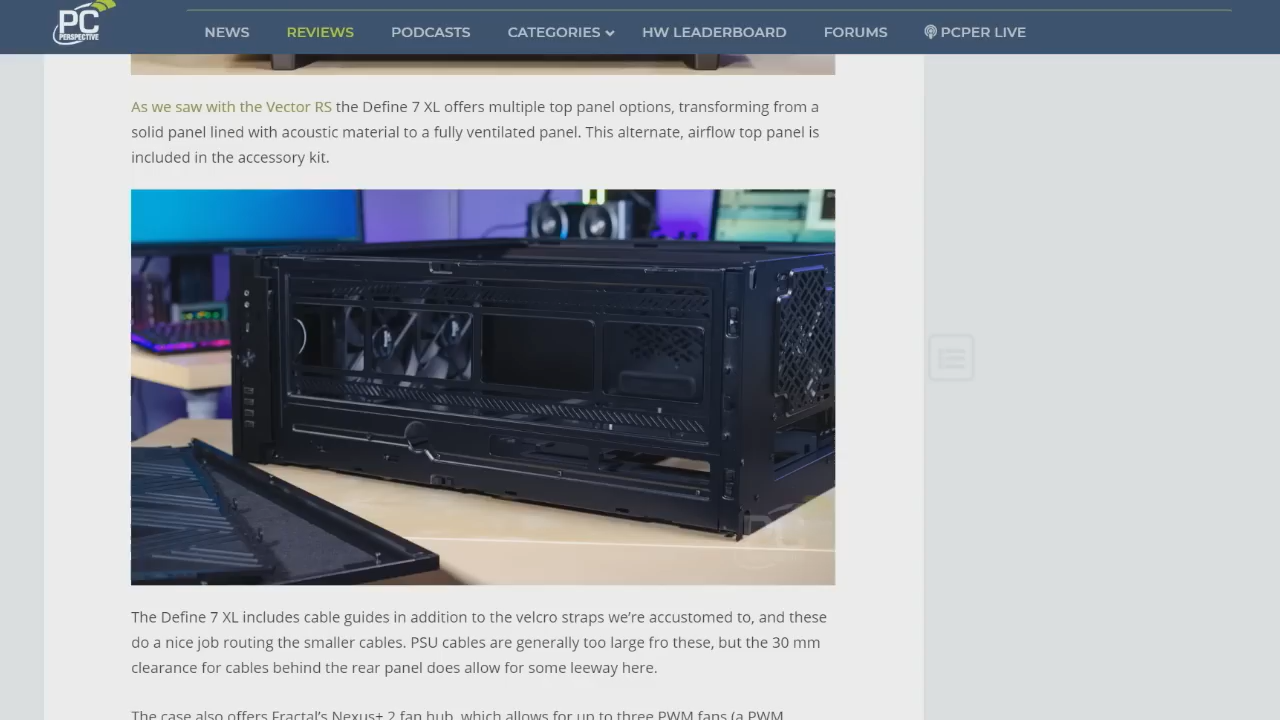 PC
PERSPECTIVE
NEWS REVIEWS PODCASTS CATEGORIES HW LEADERBOARD FORUMS PCPER LIVE
As we saw with the Vector RS the Define 7 XL offers multiple top panel options, transforming from a
solid panel lined with acoustic material to a fully ventilated panel. This alternate, airflow top panel is
included in the accessory kit.
The Define 7 XL includes cable guides in addition to the velcro straps we're accustomed to, and these
do a nice job routing the smaller cables. PSU cables are generally too large fro these, but the 30 mm
clearance for cables behind the rear panel does allow for some leeway here.
The case also offers Fractal's Nexus+ 2 fan hub, which allows for up to three PWM fans (a PWM